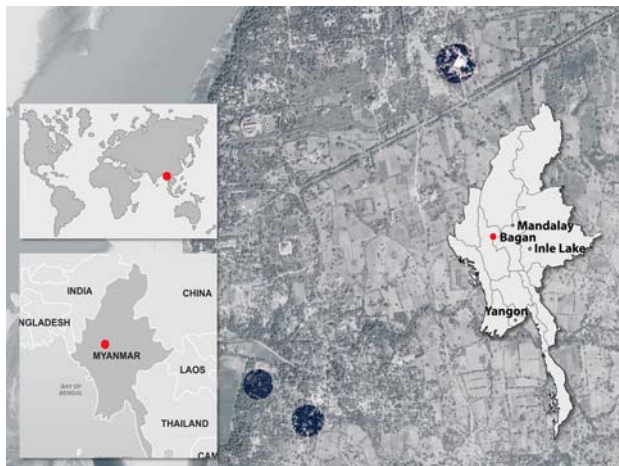 INDIA
CHINA
NGLADESH
MYANMAR
LAOS
BAY OF
BENGAL
THAILAND
CAM
Mandalay
Bagan
Inle Lake
Yangon